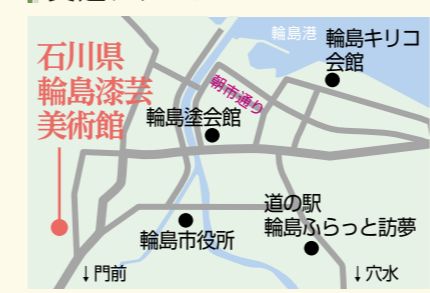 輪島港
輪島キリコ
会館
石川県
輪島漆芸
美術館
朝市通り
輪島塗会館
道の駅
輪島ふらっと訪夢
輪島市役所
↓門前
↓穴水